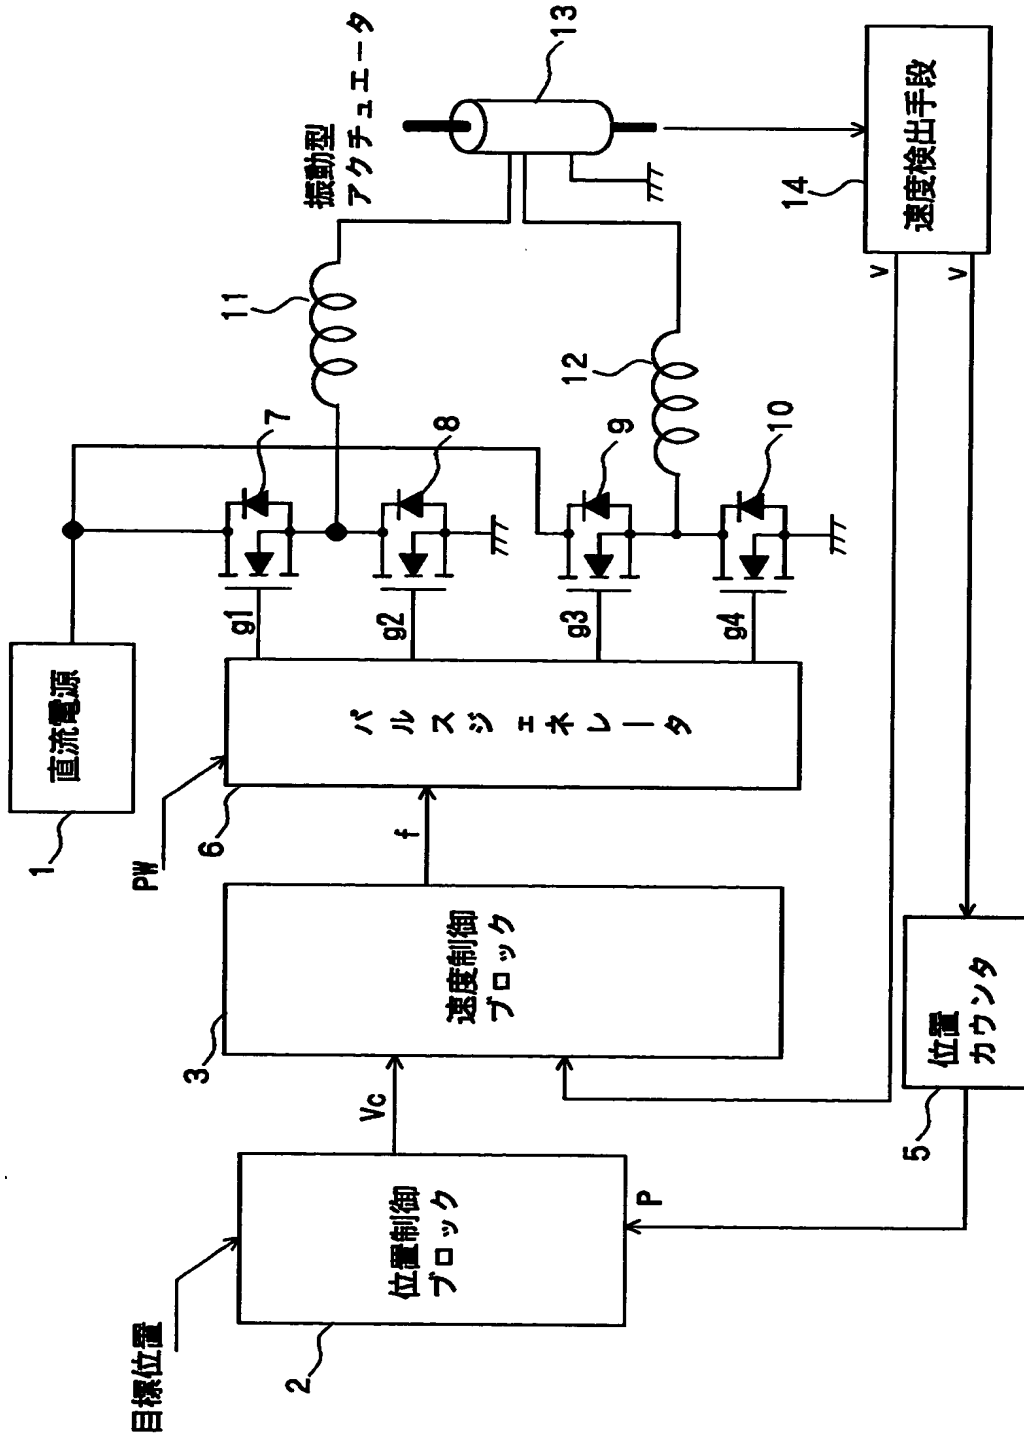 目標位置
2
位置制御
ブロック
Vc
P
3
速度制御
ブロック
f
5
位置
カウンタ
1
直流電源
PW
6
パルスジェネレータ
g1
g2
g3
g4
7
8
9
10
11
12
振動型
アクチュエータ
13
14
速度検出手段
v
v